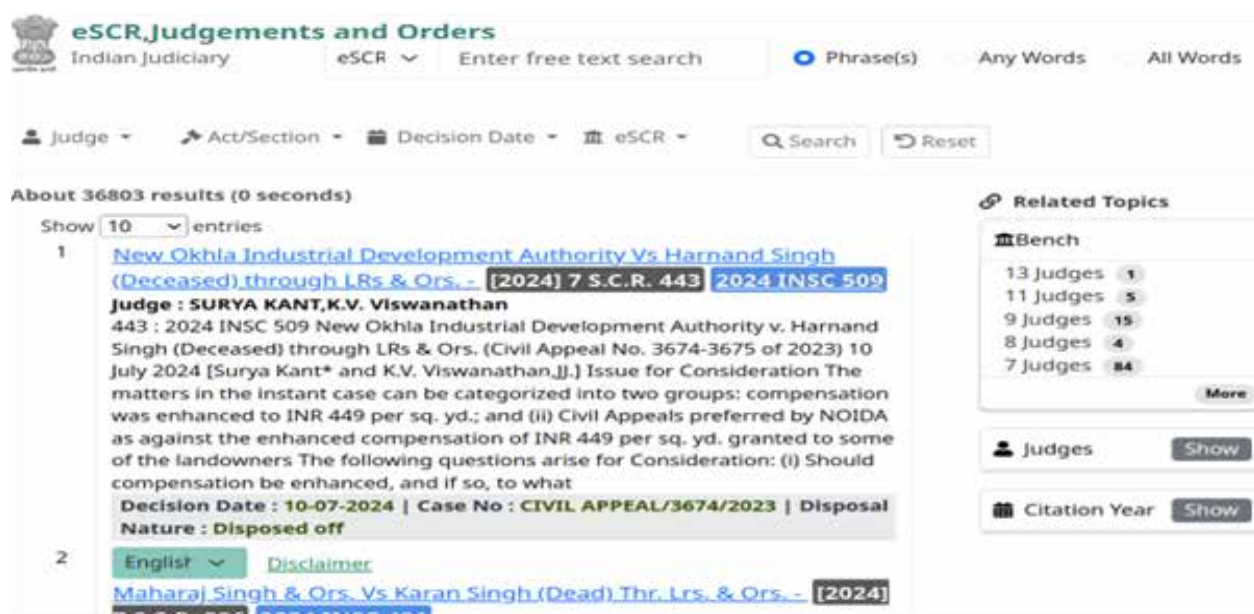 eSCR,Judgements and Orders
Indian Judiciary
eSCR Enter free text search Phrase(s) Any Words All Words
Judge Act/Section Decision Date eSCR Search Reset
About 36803 results (0 seconds)
Show 10 entries
1 New Okhla Industrial Development Authority Vs Harnand Singh
(Deceased) through LRs & Ors. - [2024] 7 S.C.R. 443 2024 INSC 509
Judge : SURYA KANT,K.V. Viswanathan
443 : 2024 INSC 509 New Okhla Industrial Development Authority v. Harnand
Singh (Deceased) through LRs & Ors. (Civil Appeal No. 3674-3675 of 2023) 10
July 2024 [Surya Kant* and K.V. Viswanathan,JJ.] Issue for Consideration The
matters in the instant case can be categorized into two groups: compensation
was enhanced to INR 449 per sq. yd.; and (ii) Civil Appeals preferred by NOIDA
as against the enhanced compensation of INR 449 per sq. yd. granted to some
of the landowners The following questions arise for Consideration: (i) Should
compensation be enhanced, and if so, to what
Decision Date : 10-07-2024 | Case No : CIVIL APPEAL/3674/2023 | Disposal
Nature : Disposed off
2 English Disclaimer
Maharaj Singh & Ors. Vs Karan Singh (Dead) Thr. Lrs. & Ors. - [2024]
Related Topics
Bench
13 Judges 1
11 Judges 5
9 Judges 15
8 Judges 4
7 Judges 84
More
Judges Show
Citation Year Show